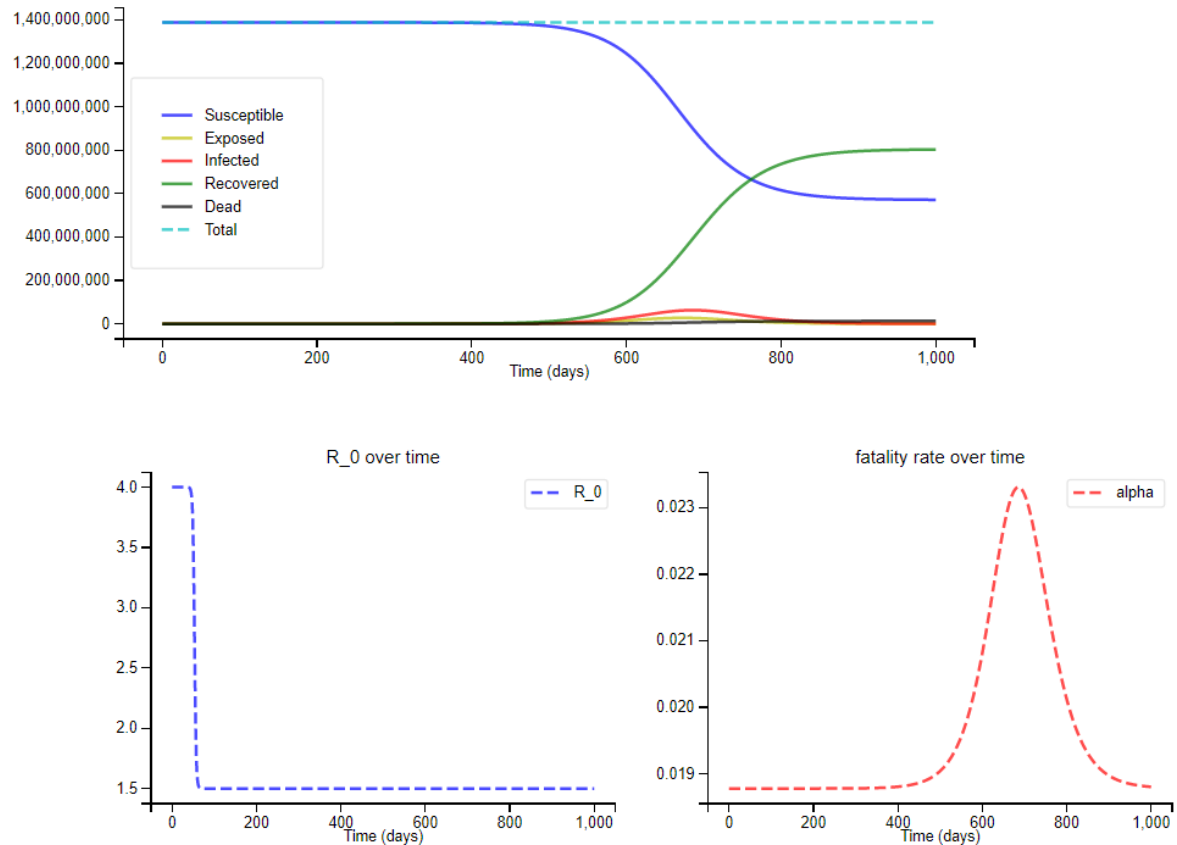 1,400,000,000
1,200,000,000
1,000,000,000
800,000,000
600,000,000
400,000,000
200,000,000
0
Susceptible
Exposed
Infected
Recovered
Dead
Total
0 200 400 600 800 1,000
Time (days)
R_0 over time
4.0
3.5
3.0
2.5
2.0
1.5
R_0
0 200 400 600 800 1,000
Time (days)
fatality rate over time
0.023
0.022
0.021
0.020
0.019
alpha
0 200 400 600 800 1,000
Time (days)